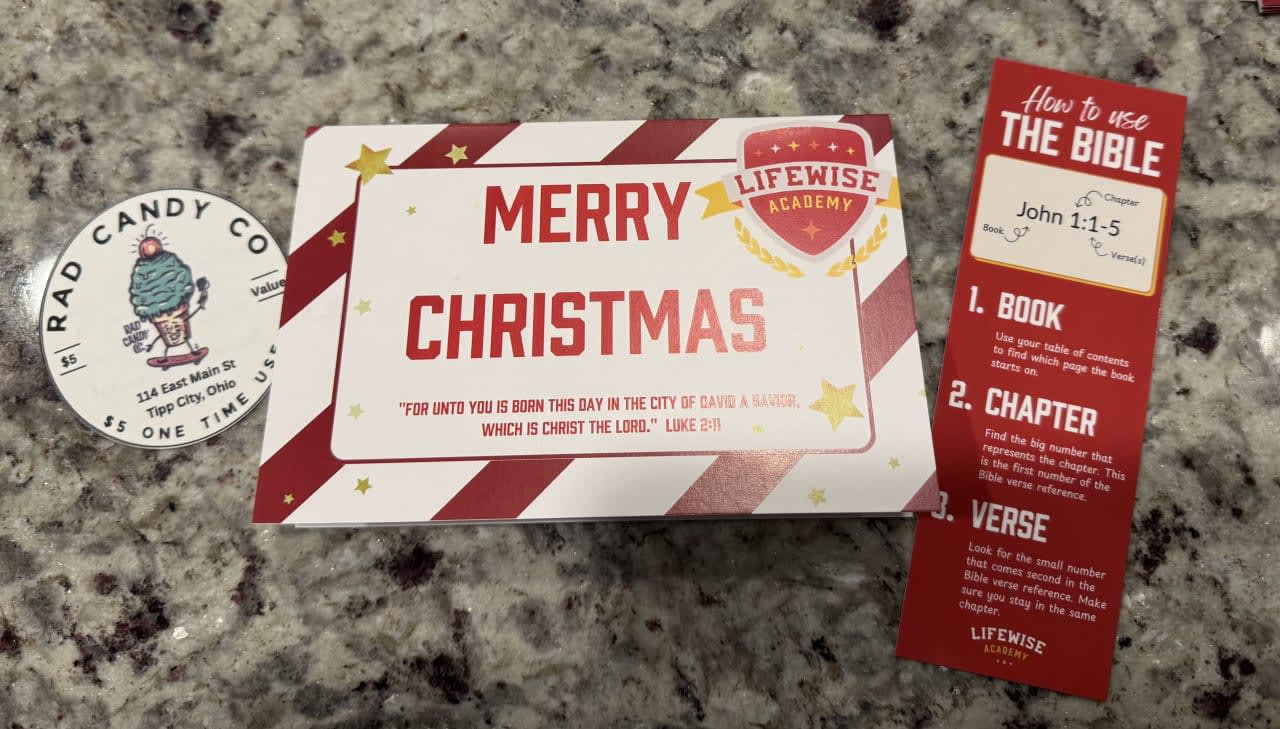 RAD CANDY CO
$5
Value
RAD
CANDY
CO.
114 East Main St
Tipp City, Ohio
$5 ONE TIME USE
MERRY
CHRISTMAS
"FOR UNTO YOU IS BORN THIS DAY IN THE CITY OF DAVID A SAVIOR,
WHICH IS CHRIST THE LORD." LUKE 2:11
LIFEWISE
ACADEMY
How to use
THE BIBLE
Chapter
John 1:1-5
Book
Verse(s)
1. BOOK
Use your table of contents
to find which page the book
starts on.
2. CHAPTER
Find the big number that
represents the chapter. This
is the first number of the
Bible verse reference.
3. VERSE
Look for the small number
that comes second in the
Bible verse reference. Make
sure you stay in the same
chapter.
LIFEWISE
ACADEMY